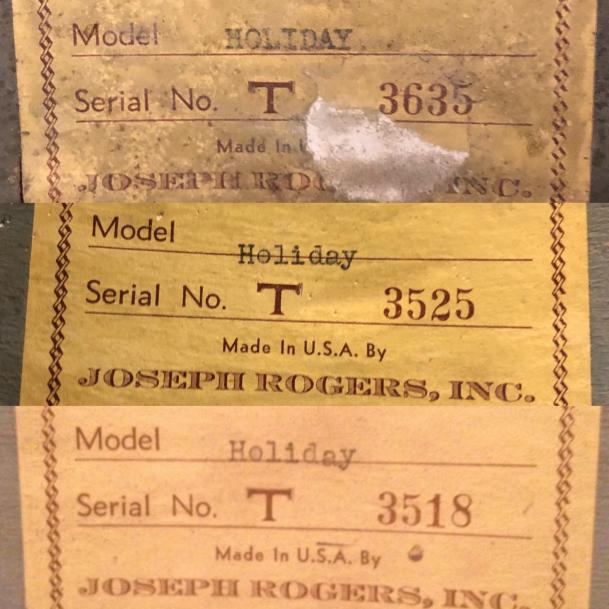 Model HOLIDAY
Serial No. T 3635
Made In
JOSEPH INC.
Model Holiday
Serial No. T 3525
Made In U.S.A. By
JOSEPH ROGERS, INC.
Model Holiday
Serial No. T 3518
Made In U.S.A. By
JOSEPH ROGERS, INC.